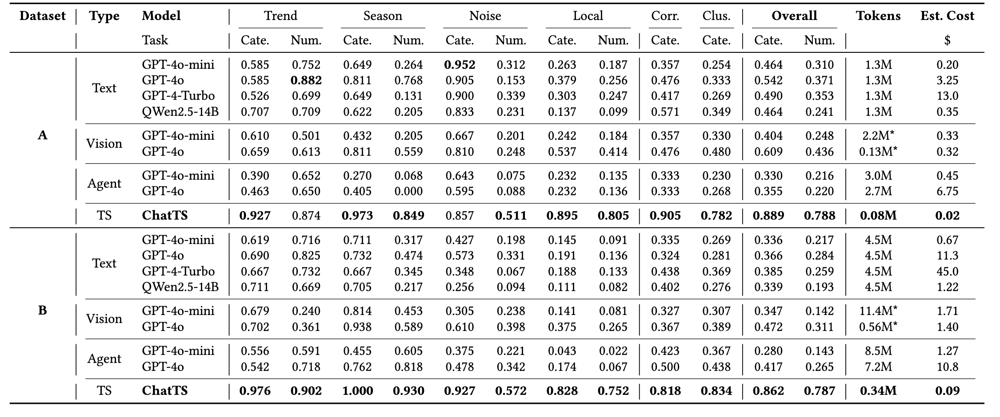 Dataset Type Model Trend Season Noise Local Corr. Clus. Overall Tokens Est. Cost
Task Cate. Num. Cate. Num. Cate. Num. Cate. Num. Cate. Cate. Cate. Num. $
A
Text
GPT-4o-mini 0.585 0.752 0.649 0.264 0.952 0.312 0.263 0.187 0.357 0.254 0.464 0.310 1.3M 0.20
GPT-4o 0.585 0.882 0.811 0.768 0.905 0.153 0.379 0.256 0.476 0.333 0.542 0.371 1.3M 3.25
GPT-4-Turbo 0.526 0.699 0.649 0.131 0.900 0.339 0.303 0.247 0.417 0.269 0.490 0.353 1.3M 13.0
QWen2.5-14B 0.707 0.709 0.622 0.205 0.833 0.231 0.137 0.099 0.571 0.349 0.464 0.241 1.3M 0.35
Vision
GPT-4o-mini 0.610 0.501 0.432 0.205 0.667 0.201 0.242 0.184 0.357 0.330 0.404 0.248 2.2M* 0.33
GPT-4o 0.659 0.613 0.811 0.559 0.810 0.248 0.537 0.414 0.476 0.480 0.609 0.436 0.13M* 0.32
Agent
GPT-4o-mini 0.390 0.652 0.270 0.068 0.643 0.075 0.232 0.135 0.333 0.230 0.330 0.216 3.0M 0.45
GPT-4o 0.463 0.650 0.405 0.000 0.595 0.088 0.232 0.136 0.333 0.268 0.355 0.220 2.7M 6.75
TS ChatTS 0.927 0.874 0.973 0.849 0.857 0.511 0.895 0.805 0.905 0.782 0.889 0.788 0.08M 0.02
B
Text
GPT-4o-mini 0.619 0.716 0.711 0.317 0.427 0.198 0.145 0.091 0.335 0.269 0.336 0.217 4.5M 0.67
GPT-4o 0.690 0.825 0.732 0.474 0.573 0.331 0.191 0.136 0.324 0.281 0.366 0.284 4.5M 11.3
GPT-4-Turbo 0.667 0.732 0.667 0.345 0.348 0.067 0.188 0.133 0.438 0.369 0.385 0.259 4.5M 45.0
QWen2.5-14B 0.711 0.669 0.705 0.217 0.256 0.094 0.111 0.082 0.402 0.276 0.339 0.193 4.5M 1.22
Vision
GPT-4o-mini 0.679 0.240 0.814 0.453 0.305 0.238 0.141 0.081 0.327 0.307 0.347 0.142 11.4M* 1.71
GPT-4o 0.702 0.361 0.938 0.589 0.610 0.398 0.375 0.265 0.367 0.389 0.472 0.311 0.56M* 1.40
Agent
GPT-4o-mini 0.556 0.591 0.455 0.605 0.375 0.221 0.043 0.022 0.423 0.367 0.280 0.143 8.5M 1.27
GPT-4o 0.542 0.718 0.762 0.818 0.478 0.342 0.174 0.067 0.500 0.438 0.417 0.265 7.2M 10.8
TS ChatTS 0.976 0.902 1.000 0.930 0.927 0.572 0.828 0.752 0.818 0.834 0.862 0.787 0.34M 0.09